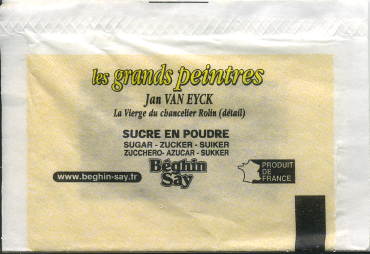 les grands peintres
Jan VAN EYCK
La Vierge du chancelier Rolin (détail)
SUCRE EN POUDRE
SUGAR - ZUCKER - SUIKER
ZUCCHERO- AZUCAR - SUKKER
Béghin
Say
www.beghin-say.fr
PRODUIT
DE
FRANCE